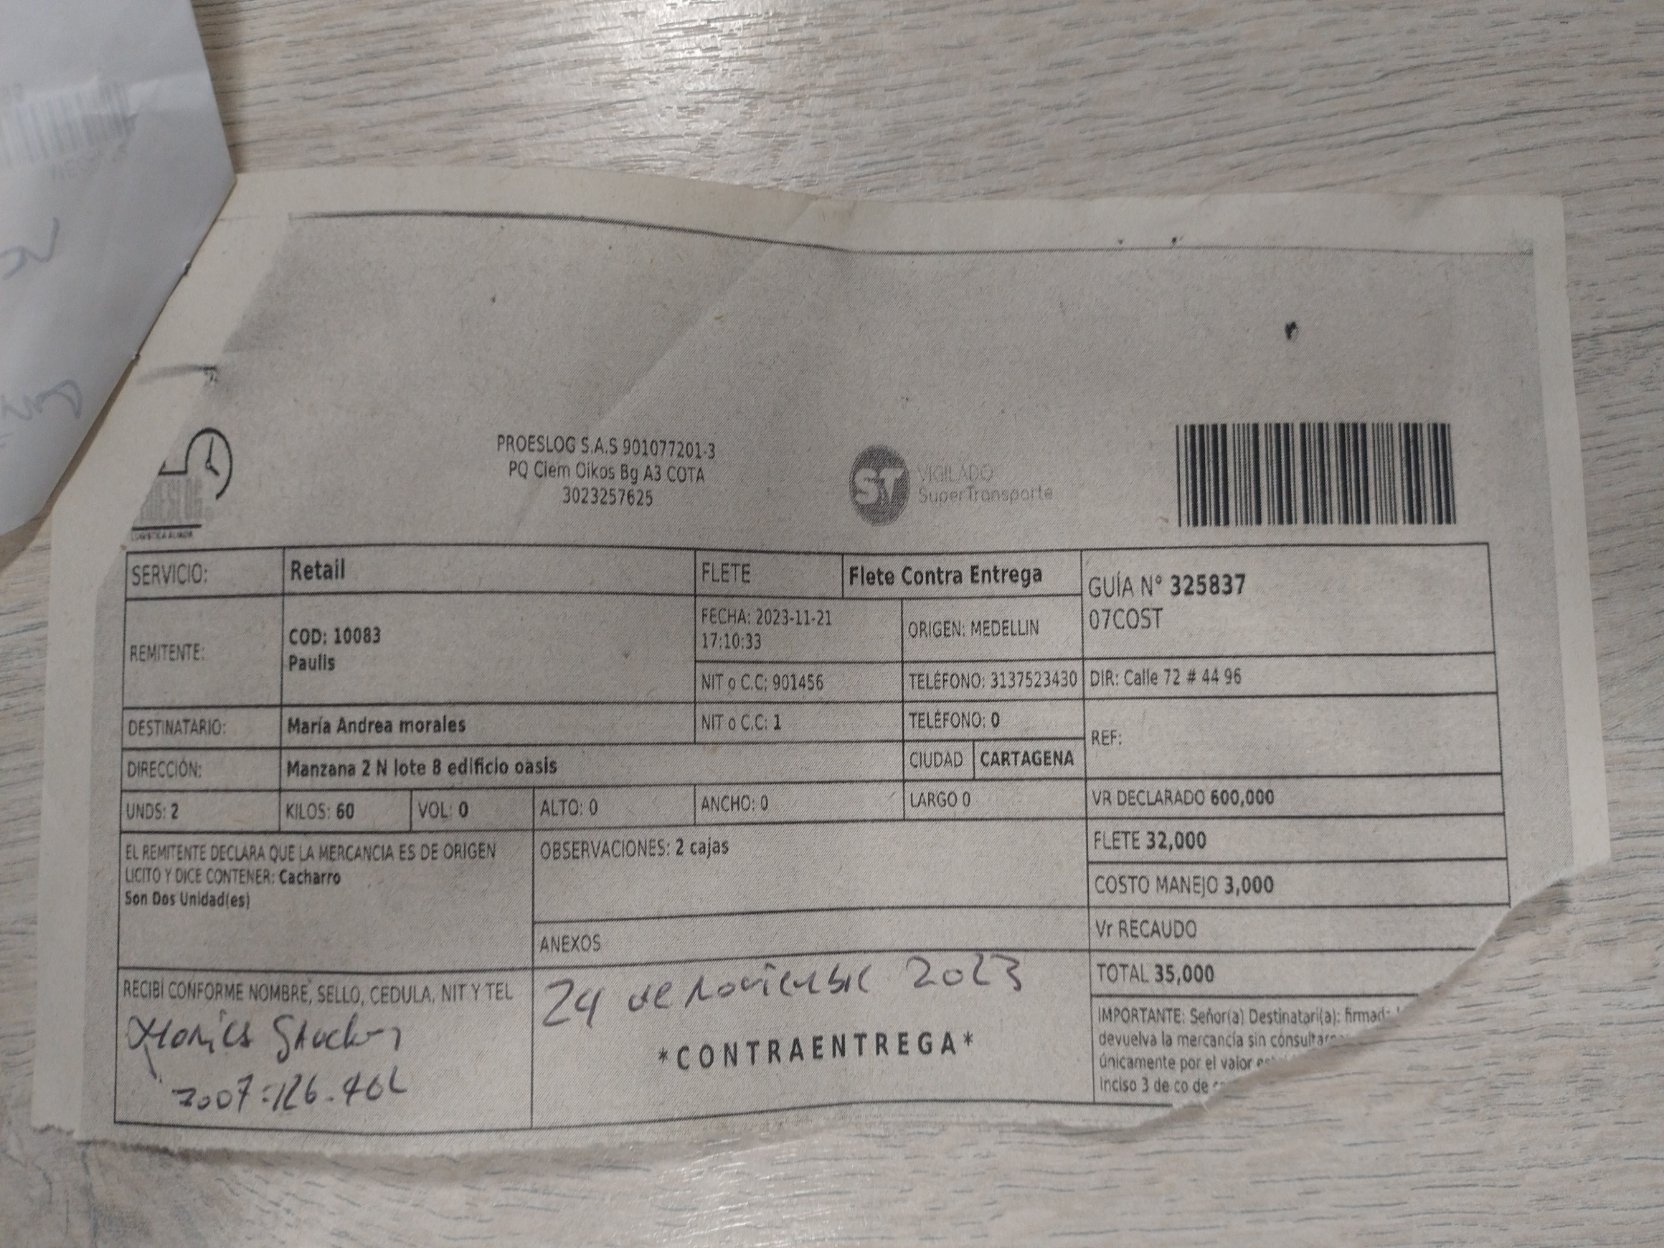 PROESLOG S.A.S 901077201-3
PQ Clem Oikos Bg A3 COTA
3023257625
ST VIGILADO
SuperTransporte
SERVICIO: Retail FLETE Flete Contra Entrega
GUÍA N° 325837
07COST
REMITENTE: COD: 10083
Paulis
FECHA: 2023-11-21
17:10:33
ORIGEN: MEDELLIN
NIT o C.C: 901456 TELÉFONO: 3137523430 DIR: Calle 72 # 44 96
DESTINATARIO: María Andrea morales NIT o C.C: 1 TELÉFONO: 0
REF:
DIRECCIÓN: Manzana 2 N lote 8 edificio oasis CIUDAD CARTAGENA
UNDS: 2 KILOS: 60 VOL: 0 ALTO: 0 ANCHO: 0 LARGO 0 VR DECLARADO 600,000
EL REMITENTE DECLARA QUE LA MERCANCIA ES DE ORIGEN
LICITO Y DICE CONTENER: Cacharro
Son Dos Unidad(es)
OBSERVACIONES: 2 cajas
FLETE 32,000
COSTO MANEJO 3,000
ANEXOS
Vr RECAUDO
TOTAL 35,000
RECIBÍ CONFORME NOMBRE, SELLO, CEDULA, NIT Y TEL
24 de noviembre 2023
*CONTRAENTREGA*
IMPORTANTE: Señor(a) Destinatari(a):
devuelva la mercancía sin
únicamente por el valor
inciso 3 de co de